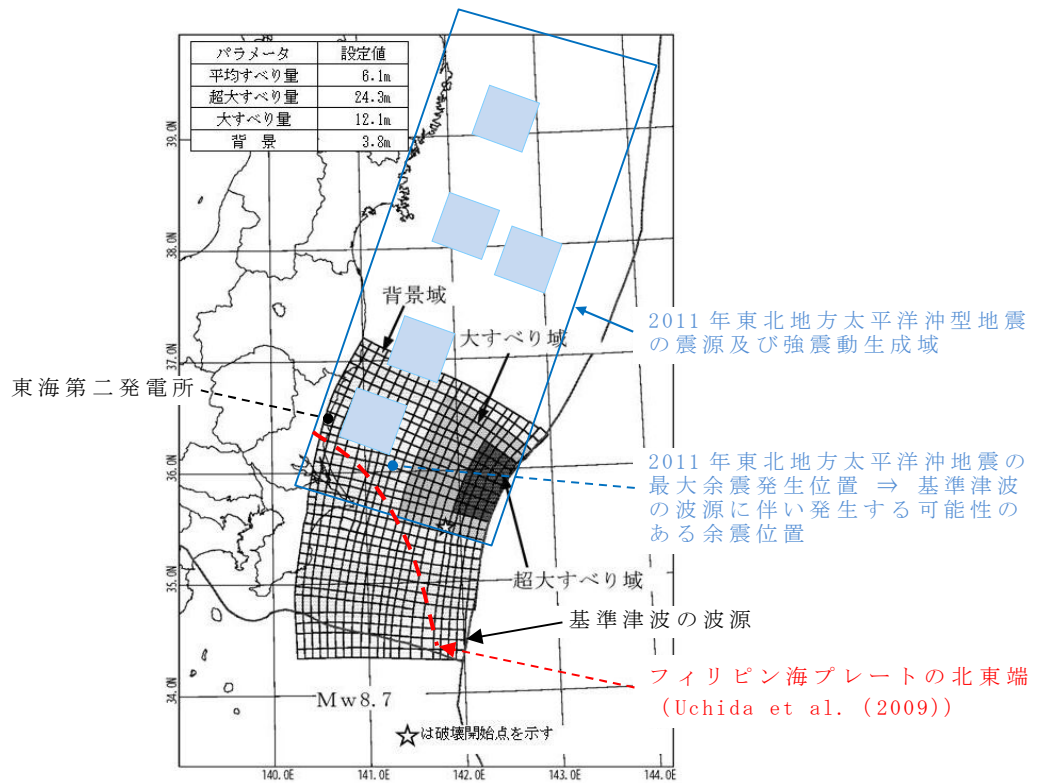 パラメータ 設定値
平均すべり量 6.1m
超大すべり量 24.3m
大すべり量 12.1m
背 景 3.8m
39.0N
38.0N
37.0N
36.0N
35.0N
34.0N
背景域
大すべり域
2011年東北地方太平洋沖型地震
の震源及び強震動生成域
東海第二発電所
2011年東北地方太平洋沖地震の
最大余震発生位置 ⇒ 基準津波
の波源に伴い発生する可能性の
ある余震位置
超大すべり域
基準津波の波源
フィリピン海プレートの北東端
(Uchida et al. (2009))
Mw8.7
☆は破壊開始点を示す
140.0E 141.0E 142.0E 143.0E 144.0E